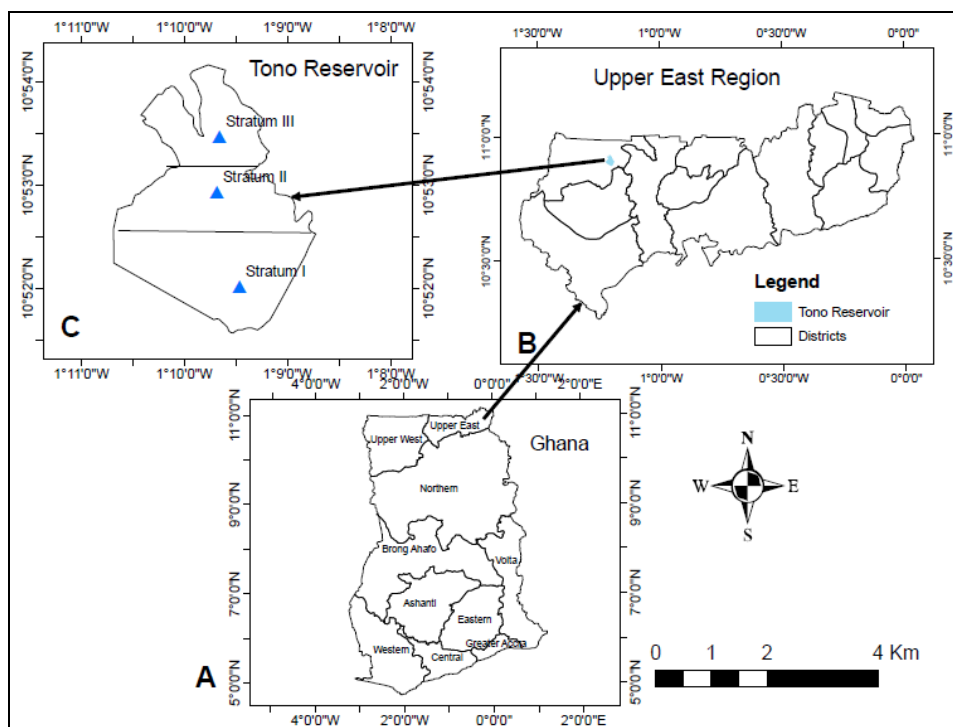 1°11'0"W 1°10'0"W 1°9'0"W 1°8'0"W
Tono Reservoir
10°54'0"N
10°53'0"N
10°52'0"N
Stratum III
Stratum II
Stratum I
C
10°54'0"N
10°53'0"N
10°52'0"N
1°11'0"W 1°10'0"W 1°9'0"W 1°8'0"W
1°30'0"W 1°0'0"W 0°30'0"W 0°0'0"
Upper East Region
11°0'0"N
10°30'0"N
Legend
Tono Reservoir
Districts
B
11°0'0"N
10°30'0"N
1°30'0"W 1°0'0"W 0°30'0"W 0°0'0"
4°0'0"W 2°0'0"W 0°0'0"E 2°0'0"E
11°0'0"N
9°0'0"N
7°0'0"N
5°0'0"N
Ghana
Upper East
Upper West
Northern
Brong Ahafo
Volta
Ashanti
Eastern
Greater Accra
Western
Central
A
11°0'0"N
9°0'0"N
7°0'0"N
5°0'0"N
4°0'0"W 2°0'0"W 0°0'0"E 2°0'0"E
N
W E
S
0 1 2 4 Km